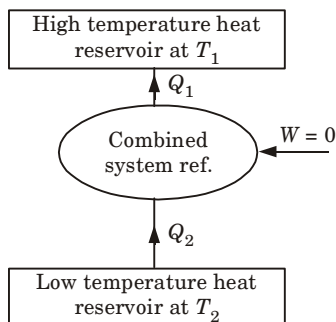 High temperature heat
reservoir at T₁
Q₁
Combined
system ref.
W = 0
Q₂
Low temperature heat
reservoir at T₂